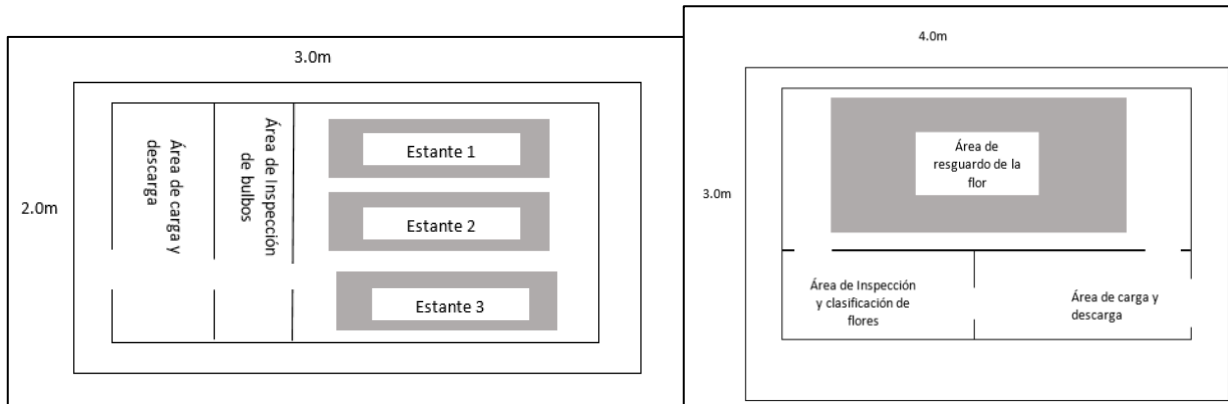 3.0m
2.0m
Área de carga y
descarga
Área de Inspección
de bulbos
Estante 1
Estante 2
Estante 3
4.0m
3.0m
Área de
resguardo de la
flor
Área de Inspección
y clasificación de
flores
Área de carga y
descarga